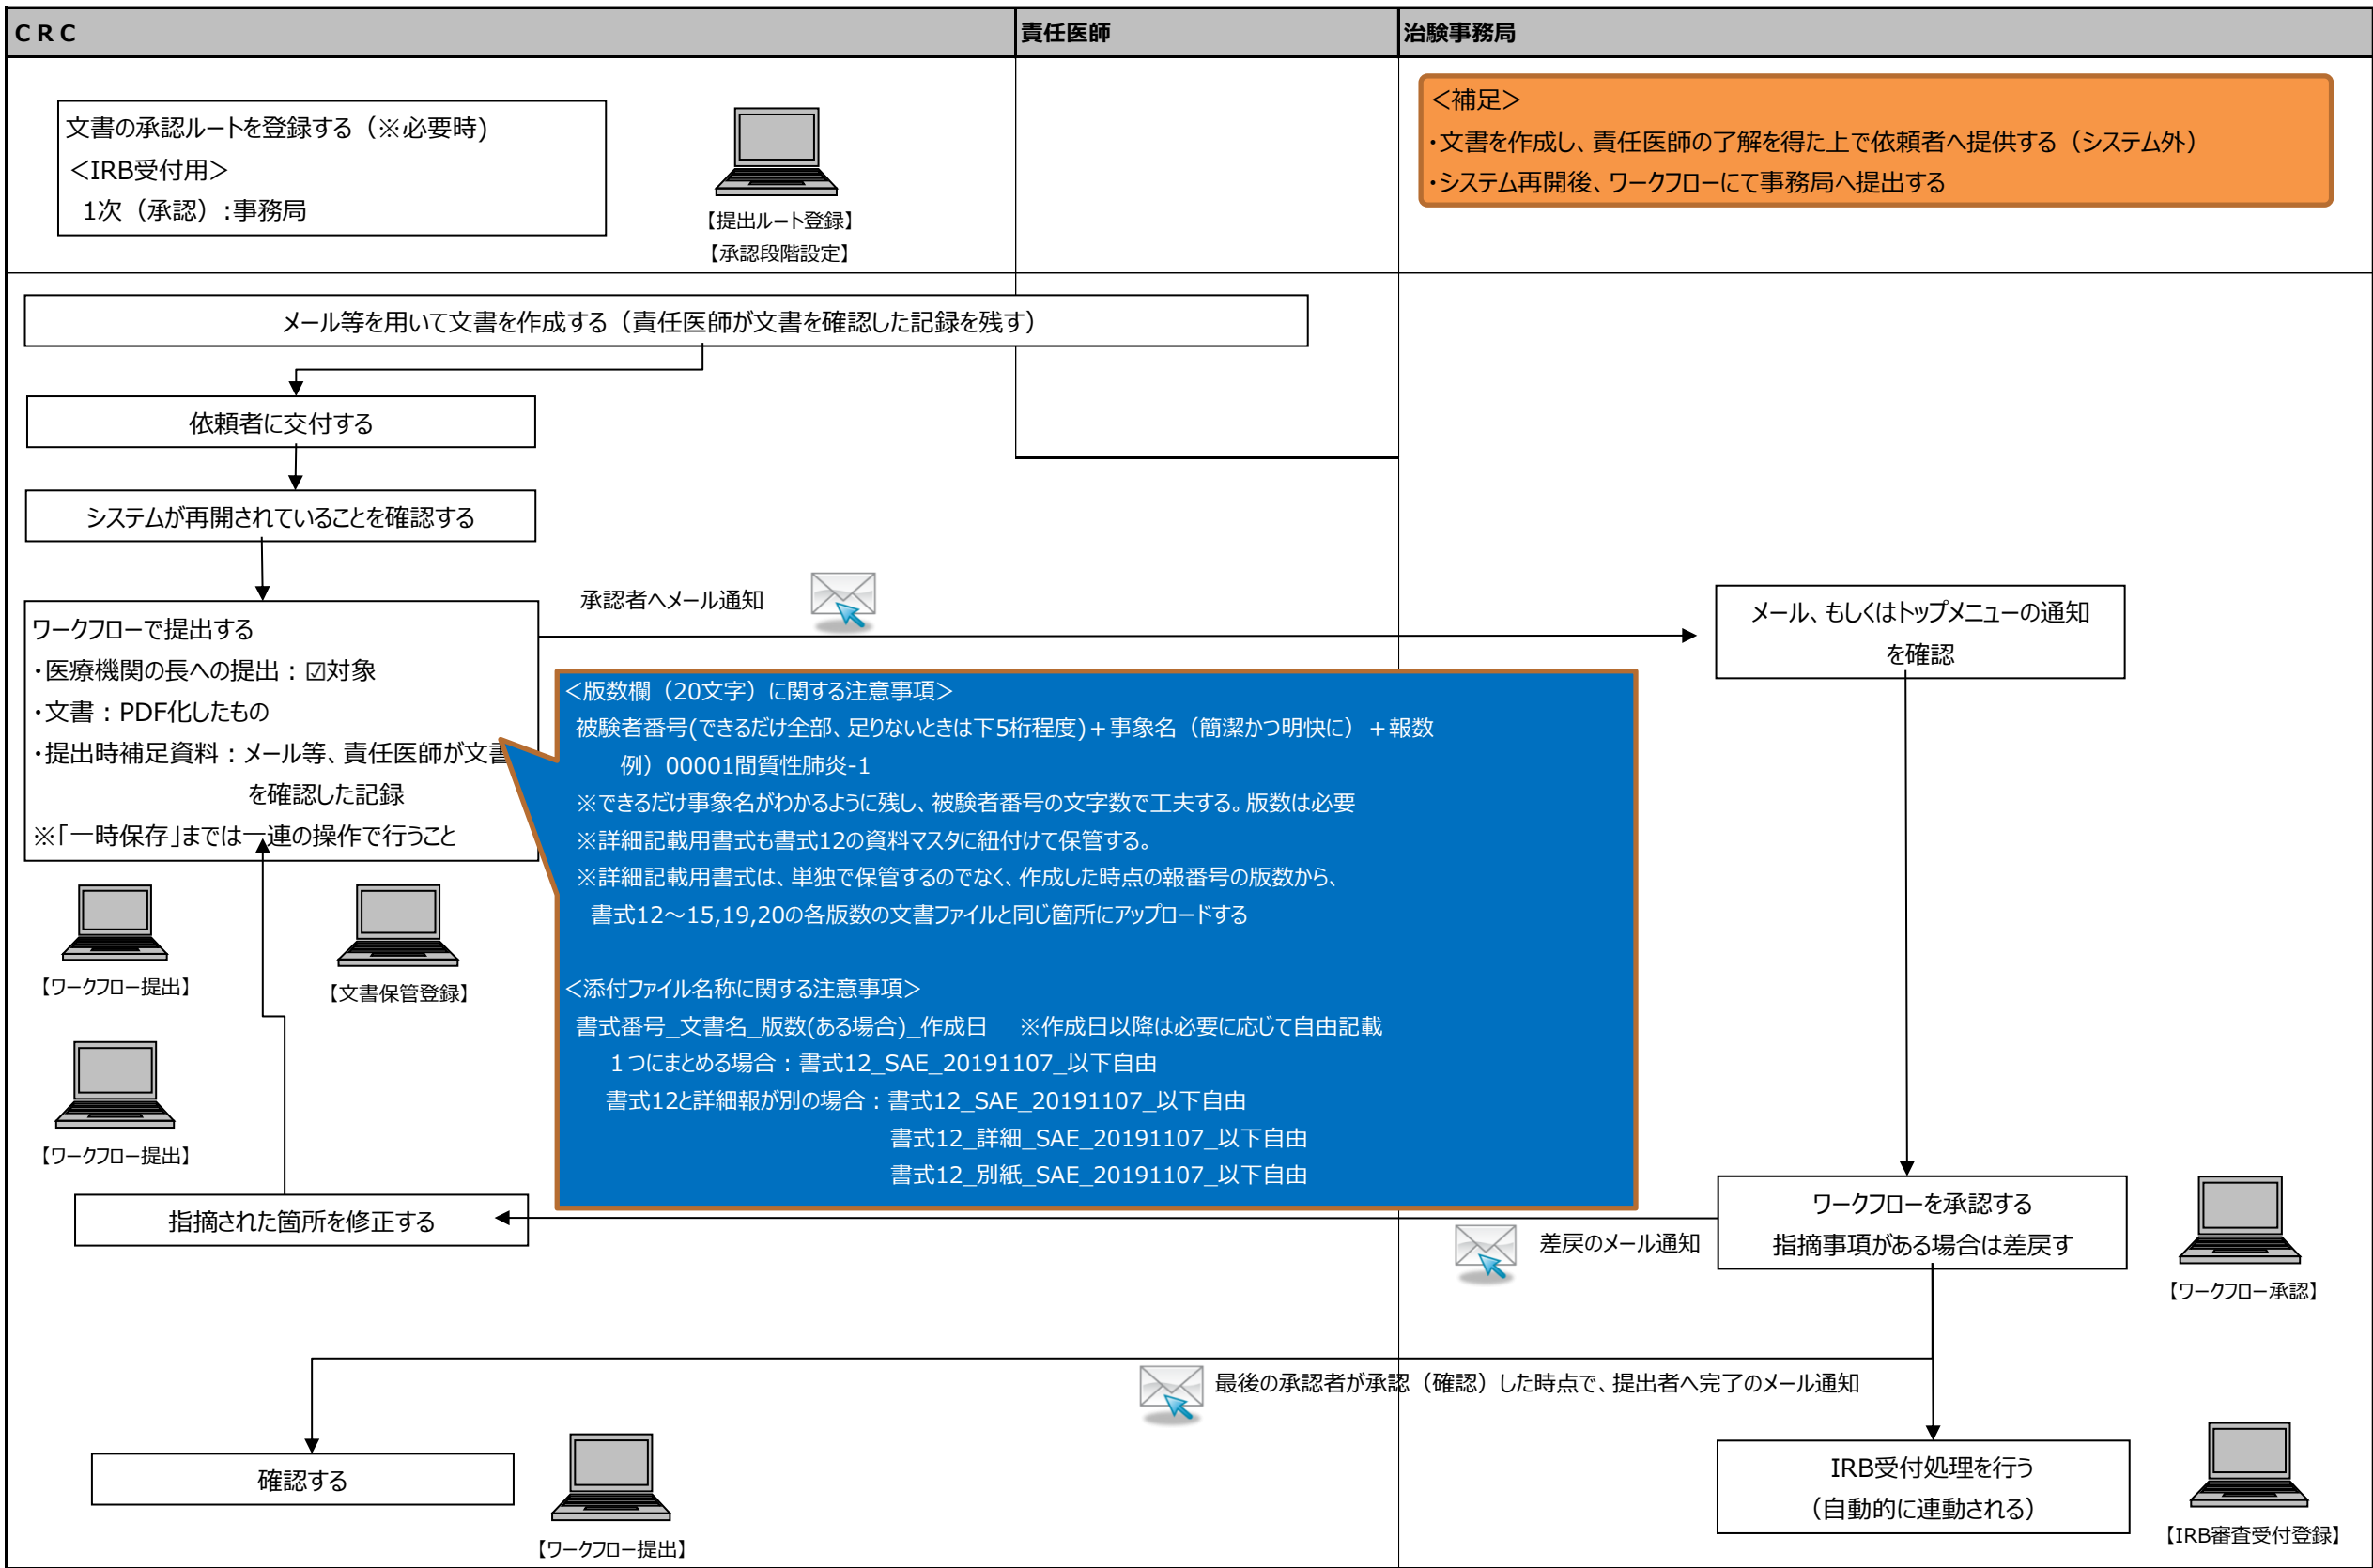 ＣＲＣ
責任医師
治験事務局
文書の承認ルートを登録する（※必要時)
＜IRB受付用＞
1次（承認）:事務局
【提出ルート登録】
【承認段階設定】
＜補足＞
・文書を作成し、責任医師の了解を得た上で依頼者へ提供する（システム外）
・システム再開後、ワークフローにて事務局へ提出する
メール等を用いて文書を作成する（責任医師が文書を確認した記録を残す）
依頼者に交付する
システムが再開されていることを確認する
ワークフローで提出する
・医療機関の長への提出：☑対象
・文書：PDF化したもの
・提出時補足資料：メール等、責任医師が文書
を確認した記録
※「一時保存」までは一連の操作で行うこと
承認者へメール通知
メール、もしくはトップメニューの通知
を確認
＜版数欄（20文字）に関する注意事項＞
被験者番号(できるだけ全部、足りないときは下5桁程度)＋事象名（簡潔かつ明快に）＋報数
例）00001間質性肺炎-1
※できるだけ事象名がわかるように残し、被験者番号の文字数で工夫する。版数は必要
※詳細記載用書式も書式12の資料マスタに紐付けて保管する。
※詳細記載用書式は、単独で保管するのでなく、作成した時点の報番号の版数から、
書式12～15,19,20の各版数の文書ファイルと同じ箇所にアップロードする
＜添付ファイル名称に関する注意事項＞
書式番号_文書名_版数(ある場合)_作成日　※作成日以降は必要に応じて自由記載
１つにまとめる場合：書式12_SAE_20191107_以下自由
書式12と詳細報が別の場合：書式12_SAE_20191107_以下自由
書式12_詳細_SAE_20191107_以下自由
書式12_別紙_SAE_20191107_以下自由
【ワークフロー提出】
【文書保管登録】
【ワークフロー提出】
指摘された箇所を修正する
差戻のメール通知
ワークフローを承認する
指摘事項がある場合は差戻す
【ワークフロー承認】
最後の承認者が承認（確認）した時点で、提出者へ完了のメール通知
確認する
【ワークフロー提出】
IRB受付処理を行う
（自動的に連動される）
【IRB審査受付登録】